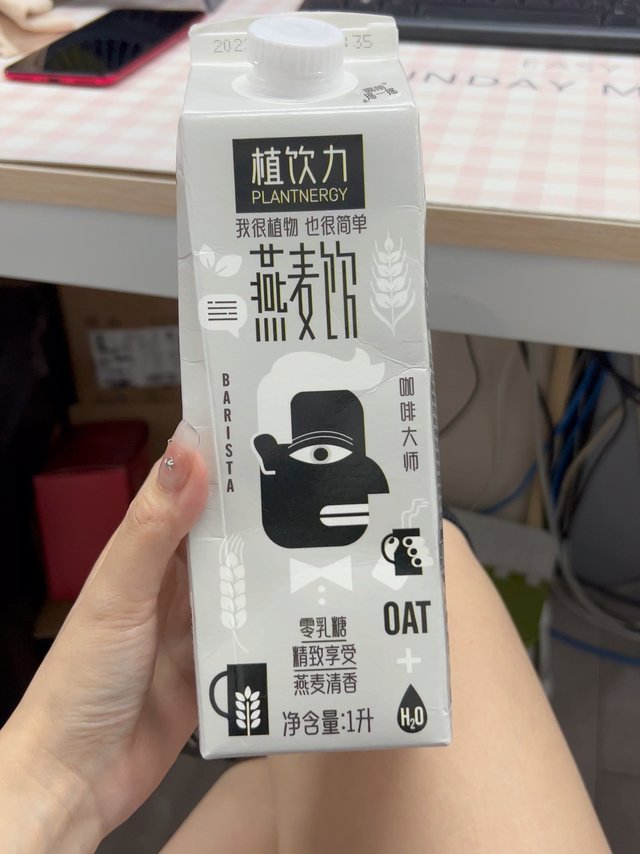 植饮力
PLANTNERGY
我很植物 也很简单
燕麦饮
BARISTA
咖啡大师
OAT
+
H₂O
零乳糖
精致享受
燕麦清香
净含量:1升